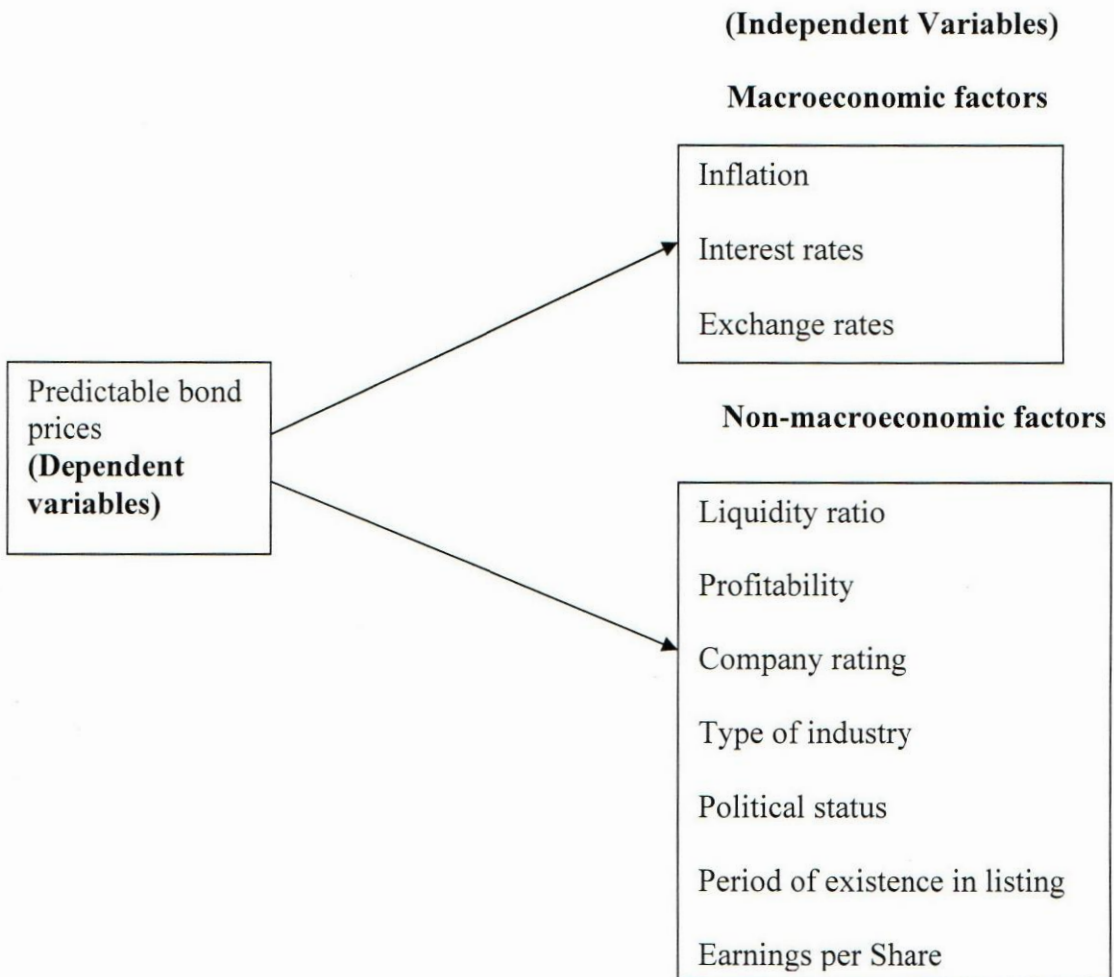 (Independent Variables)
Macroeconomic factors
Inflation
Interest rates
Exchange rates
Predictable bond
prices
(Dependent
variables)
Non-macroeconomic factors
Liquidity ratio
Profitability
Company rating
Type of industry
Political status
Period of existence in listing
Earnings per Share